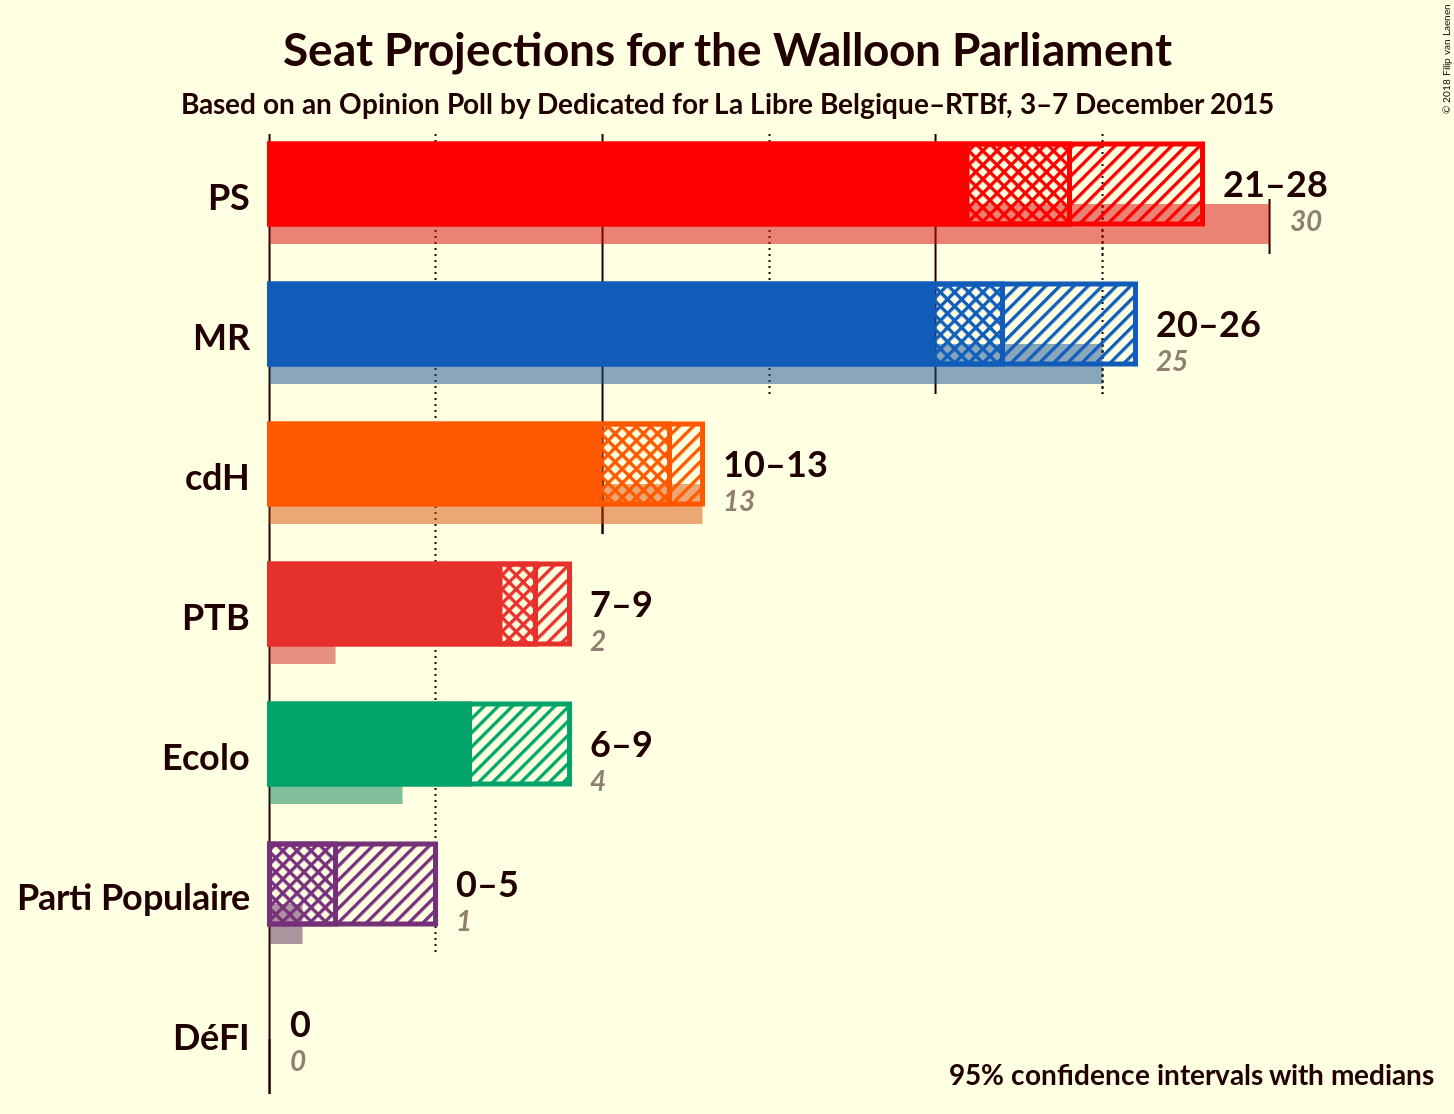 Seat Projections for the Walloon Parliament
Based on an Opinion Poll by Dedicated for La Libre Belgique–RTBf, 3–7 December 2015
© 2018 Filip van Laenen
PS
21–28
30
MR
20–26
25
cdH
10–13
13
PTB
7–9
2
Ecolo
6–9
4
Parti Populaire
0–5
1
DéFI
0
0
95% confidence intervals with medians